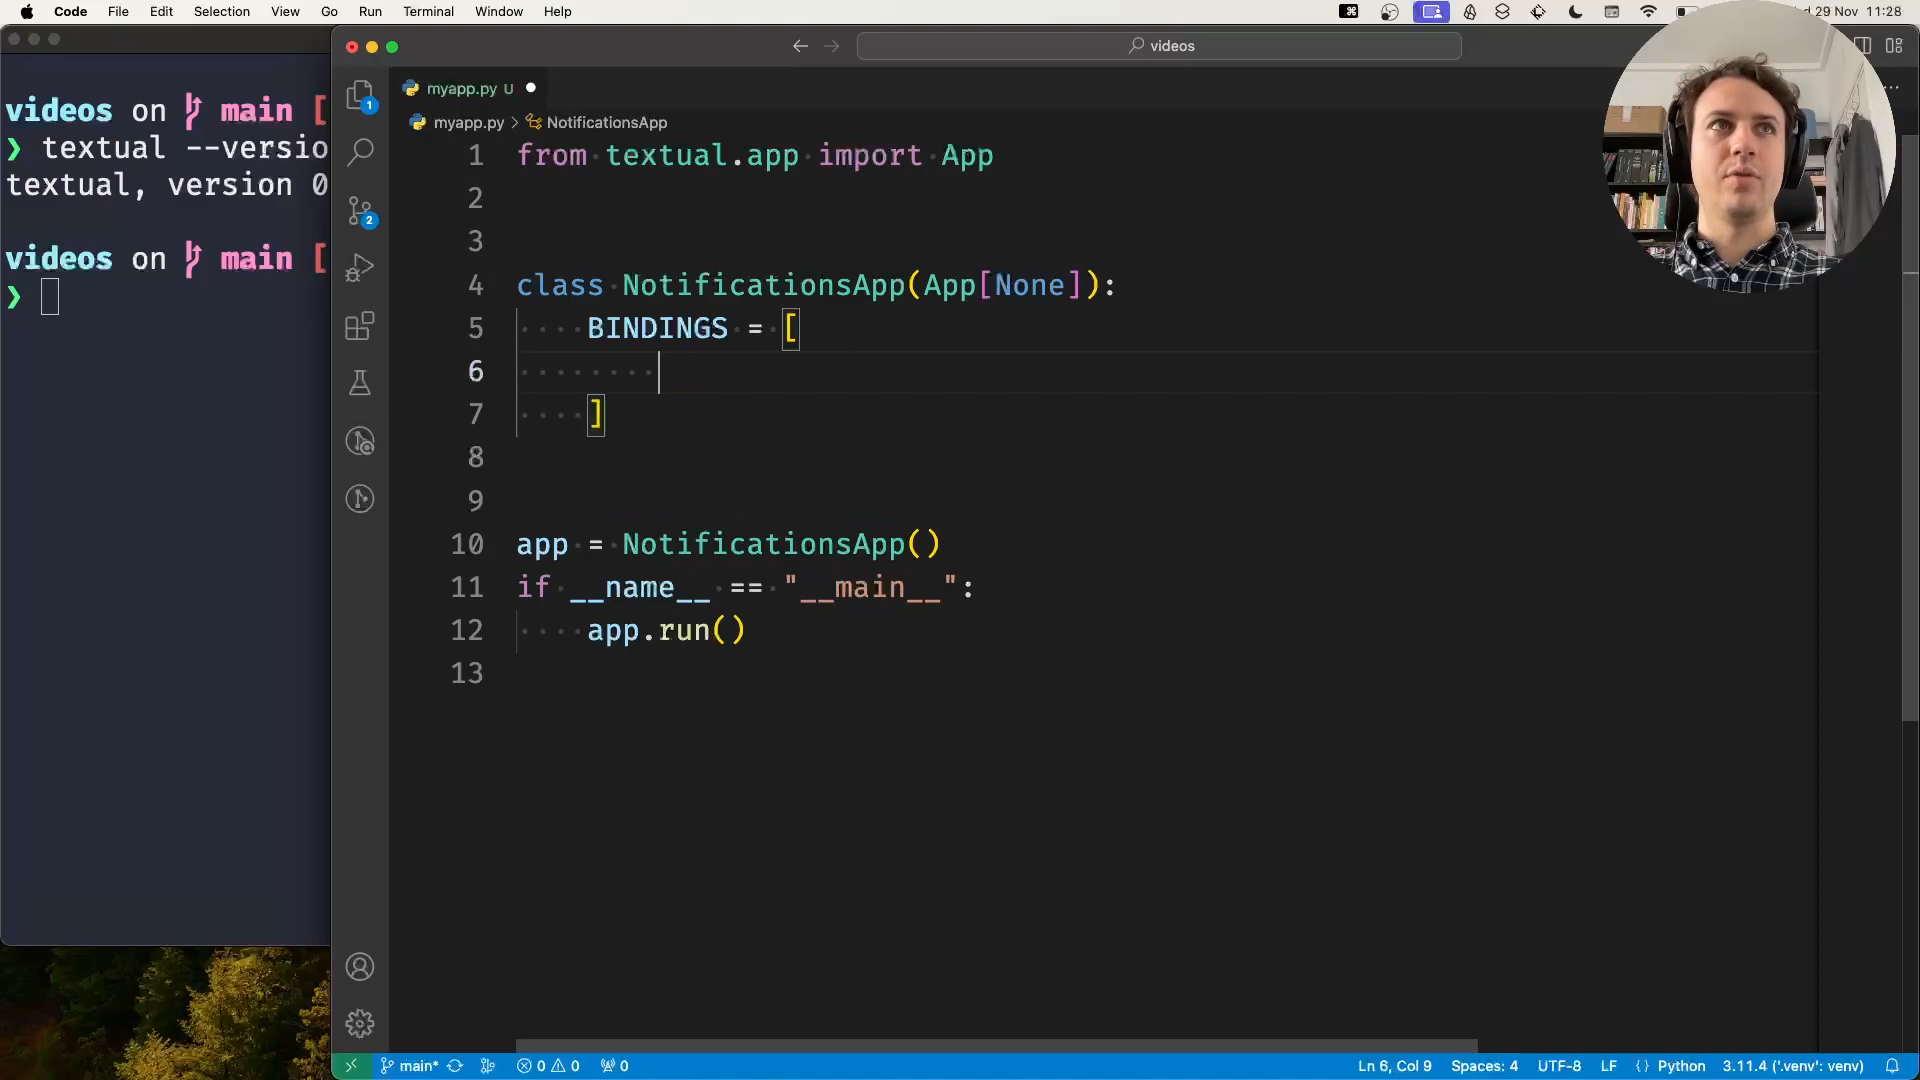 Code File Edit Selection View Go Run Terminal Window Help
29 Nov 11:28
videos
myapp.py U
myapp.py > NotificationsApp
videos on main [
❯ textual --versio
textual, version 0
videos on main [
❯
1 from textual.app import App
2
3
4 class NotificationsApp(App[None]):
5 BINDINGS = [
6
7 ]
8
9
10 app = NotificationsApp()
11 if __name__ == "__main__":
12 app.run()
13
1
2
main* 0 0 0
Ln 6, Col 9 Spaces: 4 UTF-8 LF Python 3.11.4 ('.venv': venv)